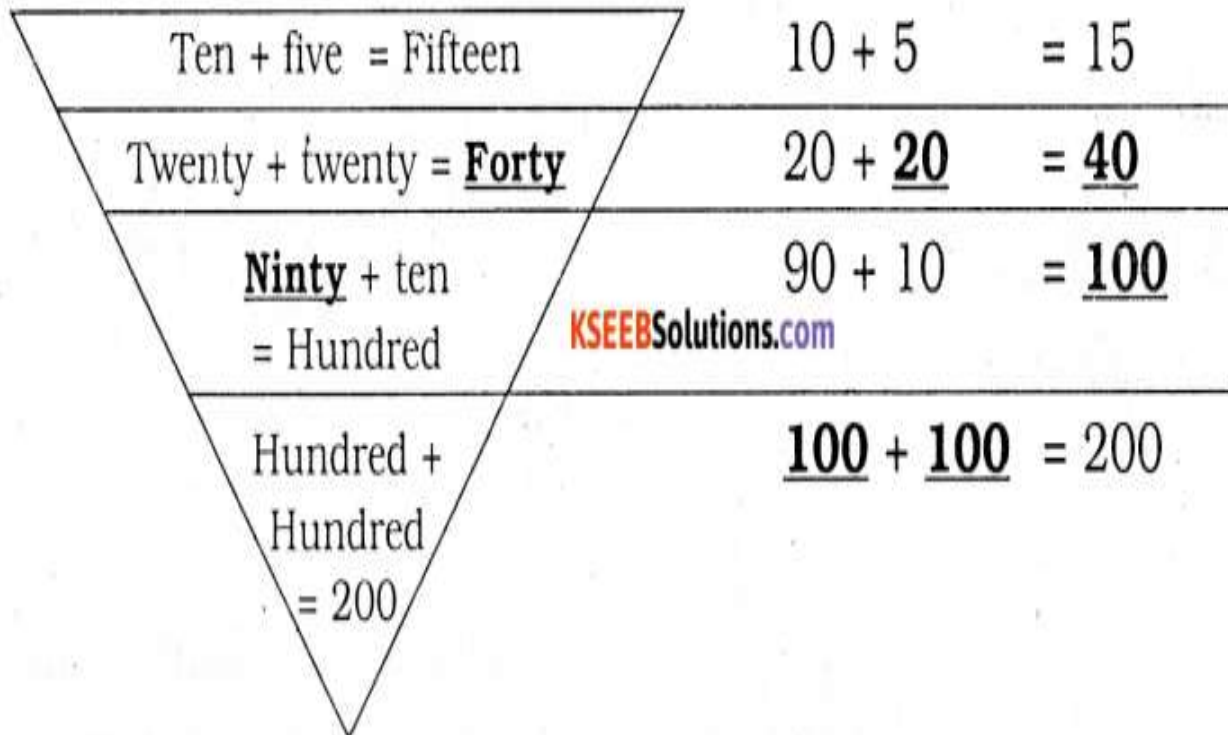 Ten + five = Fifteen 10 + 5 = 15
Twenty + twenty = Forty 20 + 20 = 40
Ninty + ten 90 + 10 = 100
= Hundred
KSEEBSolutions.com
Hundred + 100 + 100 = 200
Hundred
= 200